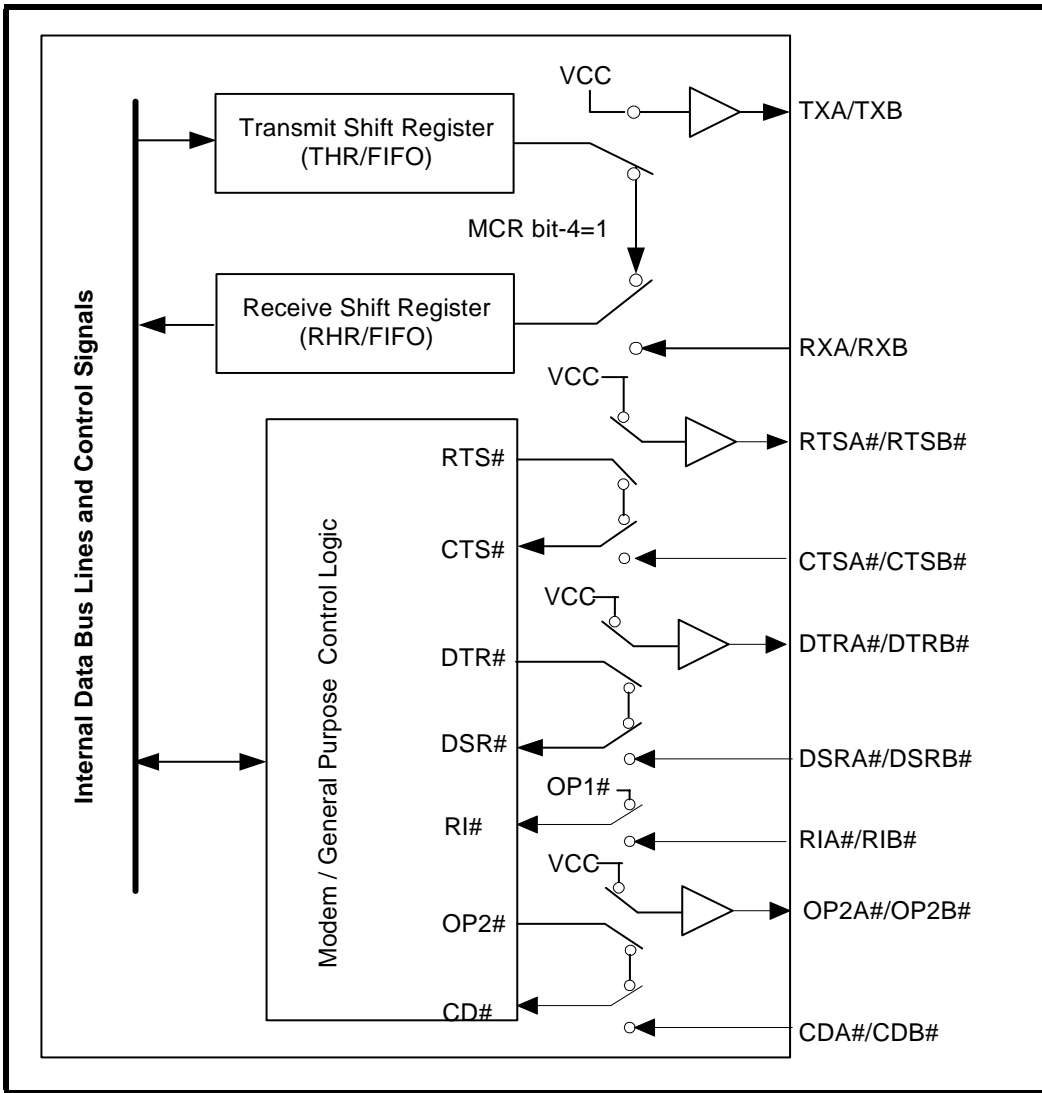 VCC
TXA/TXB
Transmit Shift Register
(THR/FIFO)
MCR bit-4=1
Receive Shift Register
(RHR/FIFO)
RXA/RXB
VCC
RTSA#/RTSB#
RTS#
CTS#
CTSA#/CTSB#
VCC
DTRA#/DTRB#
DTR#
DSR#
DSRA#/DSRB#
OP1#
RI#
RIA#/RIB#
VCC
OP2A#/OP2B#
OP2#
CD#
CDA#/CDB#
Internal Data Bus Lines and Control Signals
Modem / General Purpose Control Logic